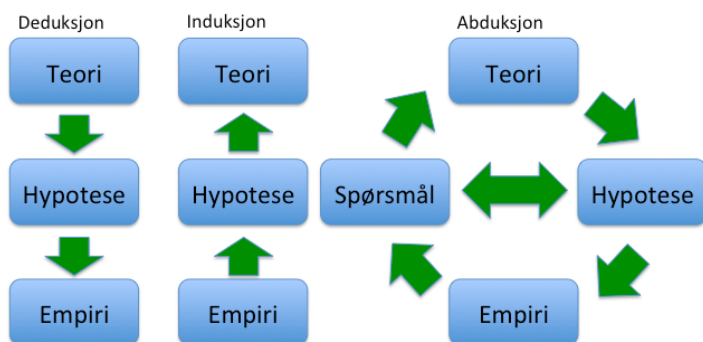 Deduksjon
Induksjon
Abduksjon
Teori
Teori
Teori
Hypotese
Hypotese
Spørsmål
Hypotese
Empiri
Empiri
Empiri